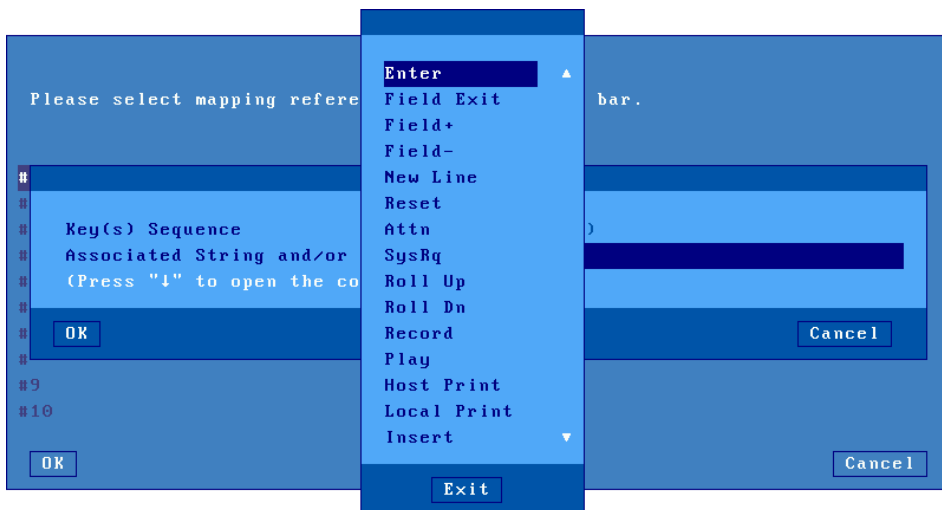 Please select mapping refere
bar.
#
#
#
#
#
#
#
#
#9
#10
OK
Cancel
Key(s) Sequence
)
Associated String and/or
(Press "↓" to open the co
OK
Cancel
Enter
Field Exit
Field+
Field-
New Line
Reset
Attn
SysRq
Roll Up
Roll Dn
Record
Play
Host Print
Local Print
Insert
Exit